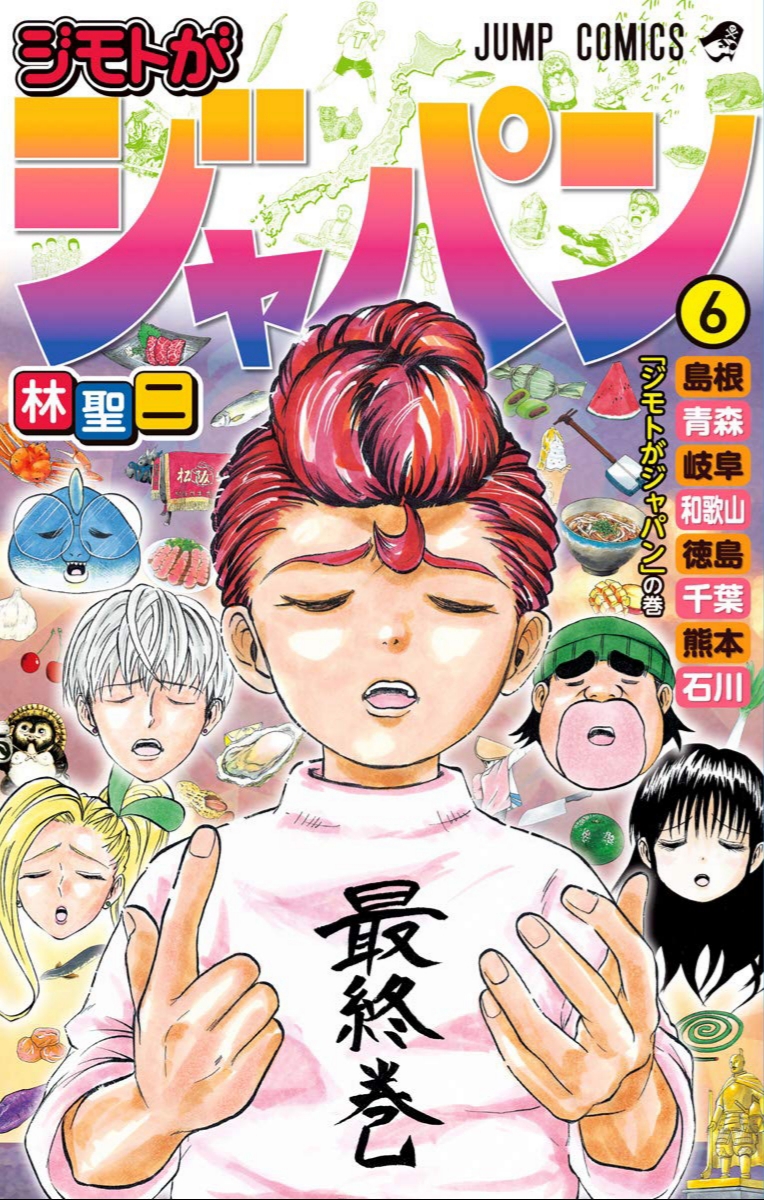 ジモトが
JUMP COMICS
ジャパン
6
林聖二
「ジモトがジャパン」の巻
島根
青森
岐阜
和歌山
徳島
千葉
熊本
石川
松阪
最終巻